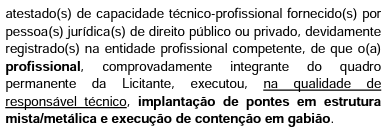 atestado(s) de capacidade técnico-profissional fornecido(s) por
pessoa(s) jurídica(s) de direito público ou privado, devidamente
registrado(s) na entidade profissional competente, de que o(a)
profissional, comprovadamente integrante do quadro
permanente da Licitante, executou, na qualidade de
responsável técnico, implantação de pontes em estrutura
mista/metálica e execução de contenção em gabião.